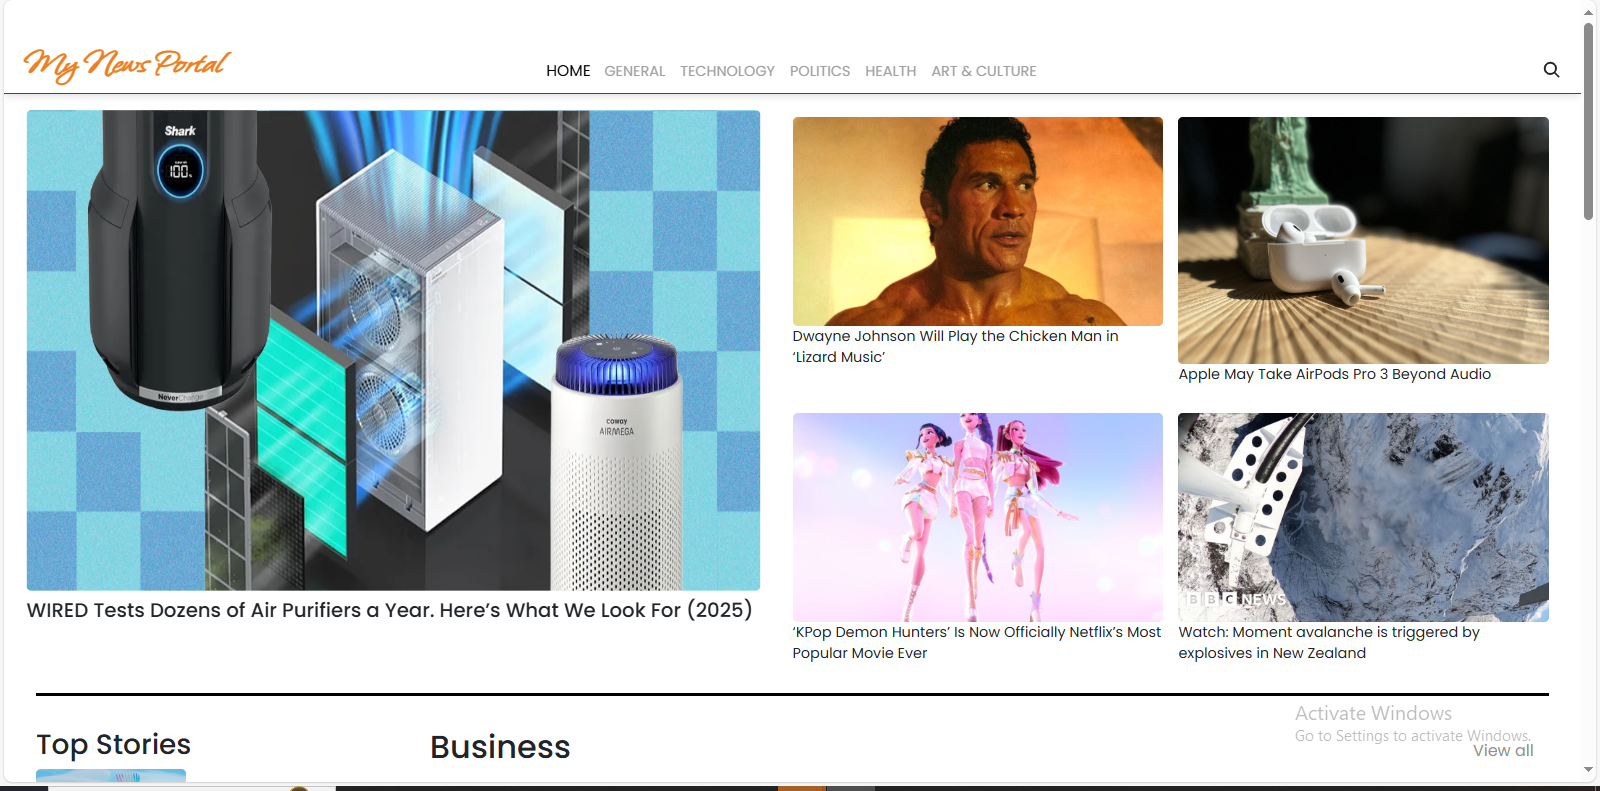 My News Portal
HOME GENERAL TECHNOLOGY POLITICS HEALTH ART & CULTURE
Shark
100%
NeverChange
COWAY
AIRMEGA
WIRED Tests Dozens of Air Purifiers a Year. Here’s What We Look For (2025)
Dwayne Johnson Will Play the Chicken Man in
‘Lizard Music’
Apple May Take AirPods Pro 3 Beyond Audio
‘KPop Demon Hunters’ Is Now Officially Netflix’s Most
Popular Movie Ever
BBC NEWS
Watch: Moment avalanche is triggered by
explosives in New Zealand
Top Stories
Business
Activate Windows
Go to Settings to activate Windows.
View all